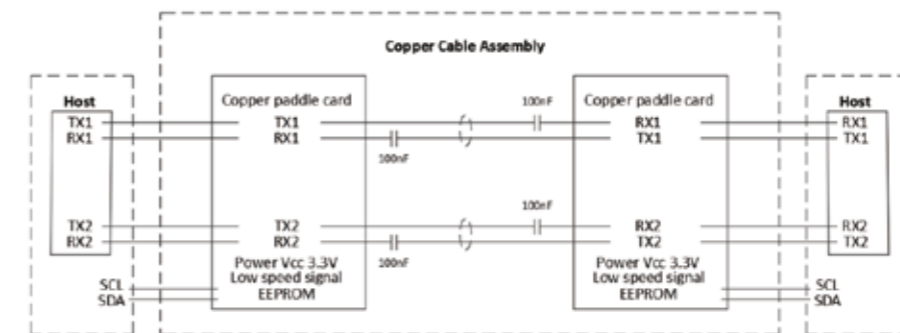 Copper Cable Assembly
Host
Copper paddle card
100nF
Copper paddle card
Host
TX1
TX1
RX1
RX1
RX1
RX1
TX1
TX1
100nF
100nF
TX2
TX2
RX2
RX2
RX2
RX2
TX2
TX2
100nF
Power Vcc 3.3V
Low speed signal
EEPROM
Power Vcc 3.3V
Low speed signal
EEPROM
SCL
SDA
SCL
SDA